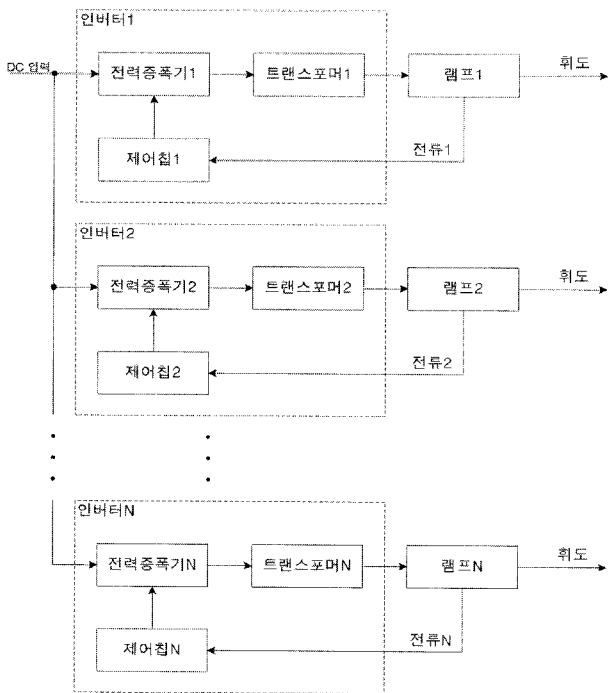 인버터1
DC 입력
전력증폭기1
트랜스포머1
램프1
휘도
제어칩1
전류1
인버터2
전력증폭기2
트랜스포머2
램프2
휘도
제어칩2
전류2
인버터N
전력증폭기N
트랜스포머N
램프N
휘도
제어칩N
전류N